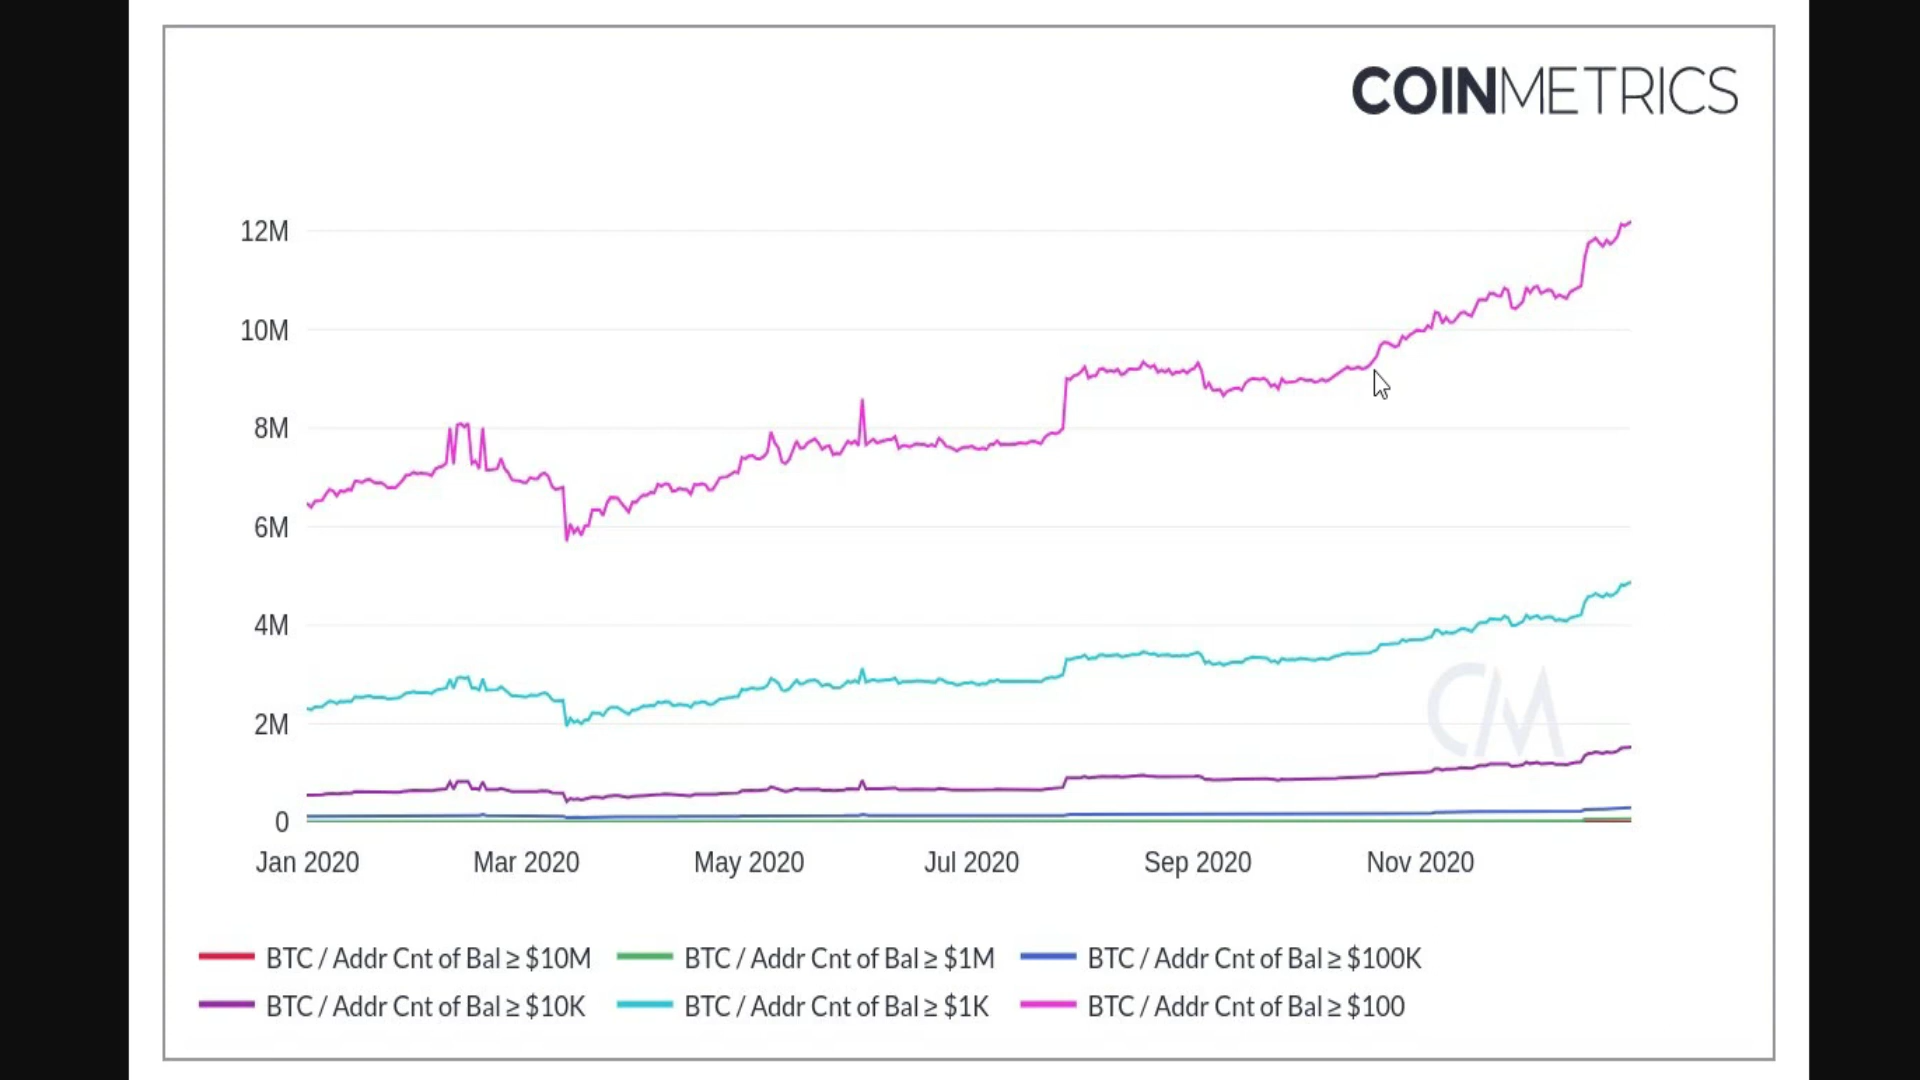 COINMETRICS
12M
10M
8M
6M
4M
2M
0
Jan 2020 Mar 2020 May 2020 Jul 2020 Sep 2020 Nov 2020
CM
BTC / Addr Cnt of Bal ≥ $10M BTC / Addr Cnt of Bal ≥ $1M BTC / Addr Cnt of Bal ≥ $100K
BTC / Addr Cnt of Bal ≥ $10K BTC / Addr Cnt of Bal ≥ $1K BTC / Addr Cnt of Bal ≥ $100